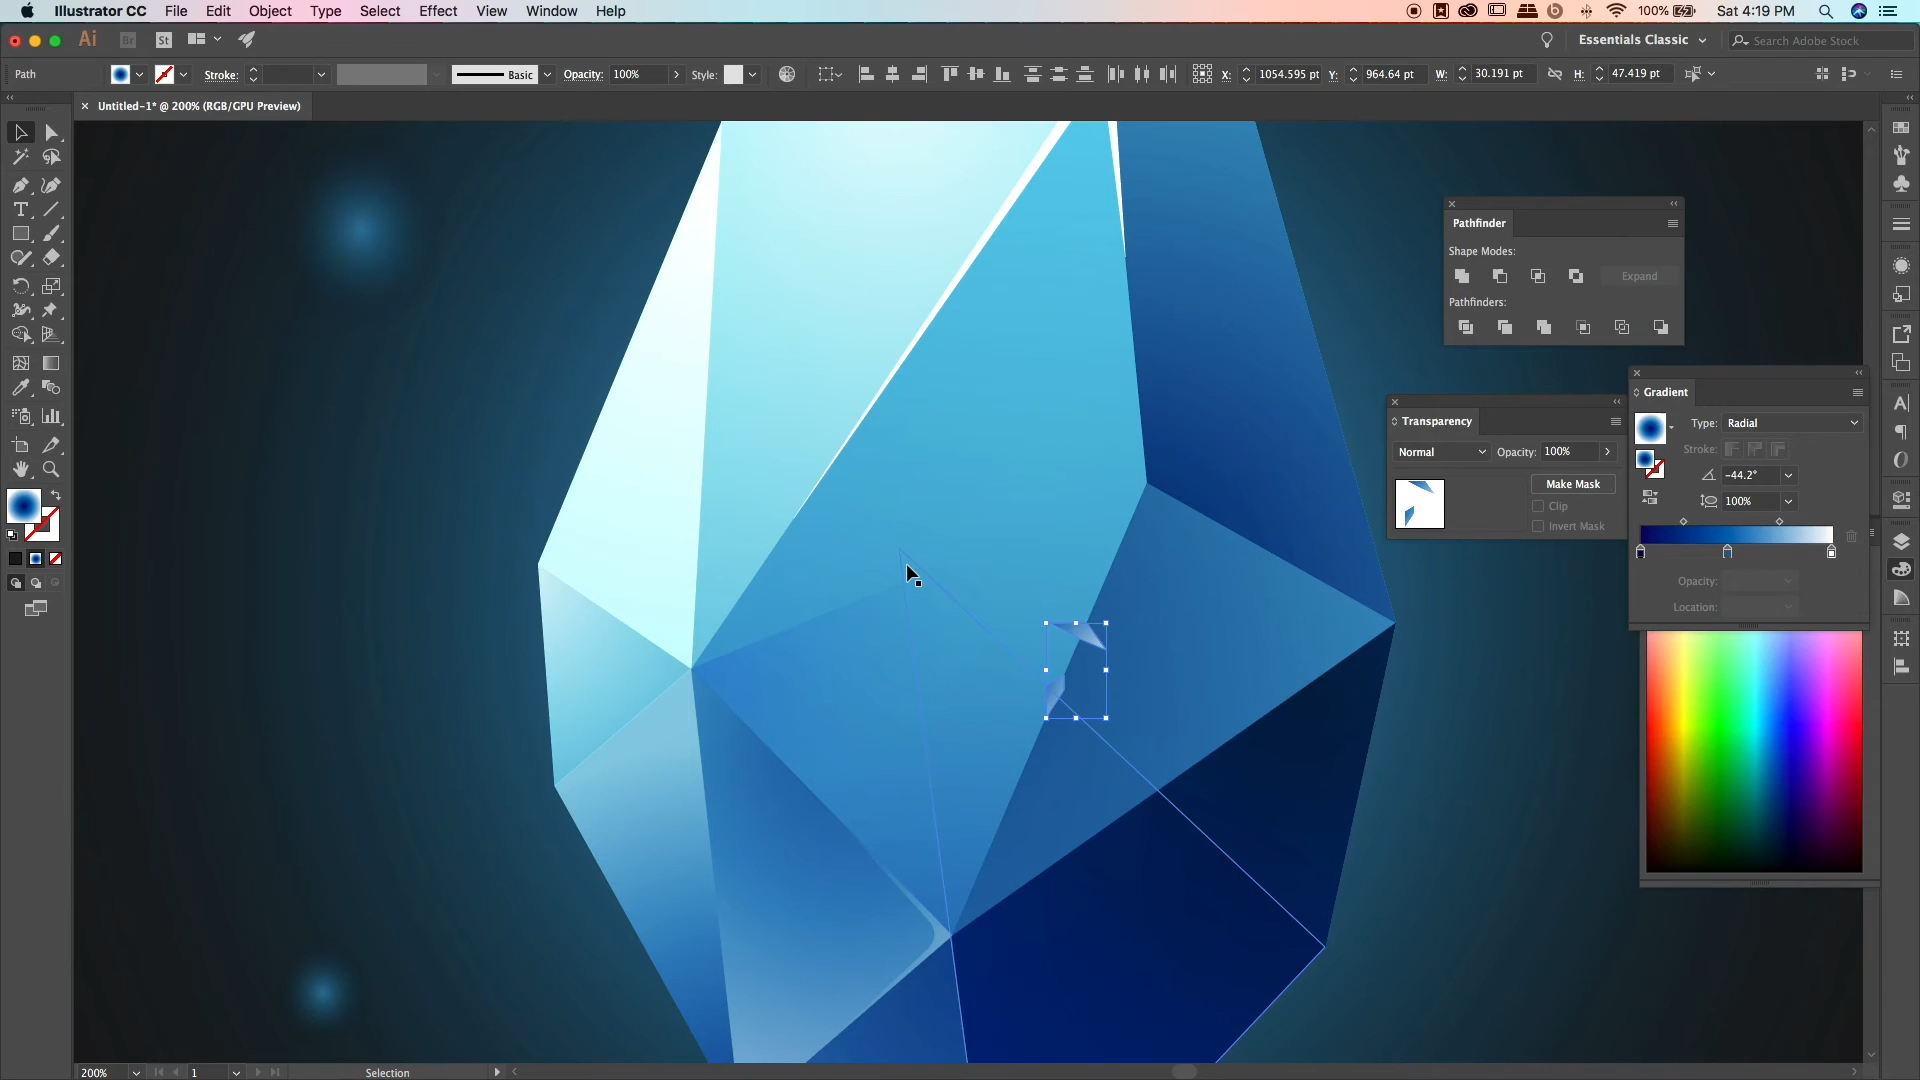 Illustrator CC File Edit Object Type Select Effect View Window Help 100% Sat 4:19 PM
Ai Br St Essentials Classic Search Adobe Stock
Path Stroke: Basic Opacity: 100% Style: X: 1054.595 pt Y: 964.64 pt W: 30.191 pt H: 47.419 pt
Untitled-1* @ 200% (RGB/GPU Preview)
Pathfinder
Shape Modes:
Expand
Pathfinders:
Gradient
Type: Radial
Stroke:
-44.2°
100%
Opacity:
Location:
Transparency
Normal Opacity: 100%
Make Mask
Clip
Invert Mask
200% 1 Selection